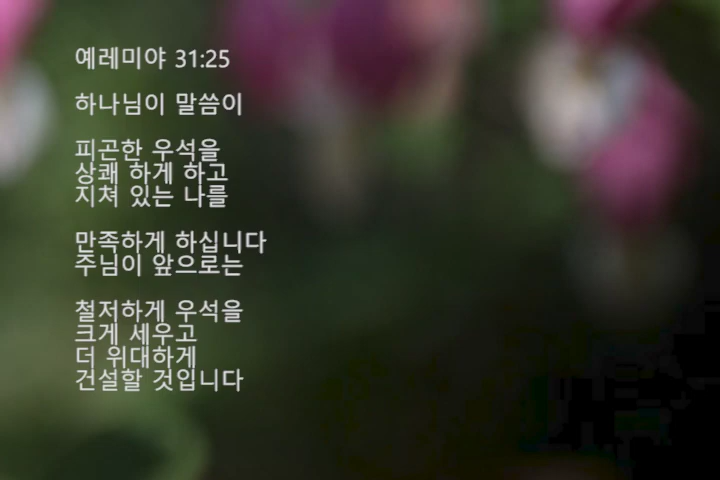 예레미야 31:25
하나님이 말씀이
피곤한 우석을
상쾌 하게 하고
지쳐 있는 나를
만족하게 하십니다
주님이 앞으로는
철저하게 우석을
크게 세우고
더 위대하게
건설할 것입니다